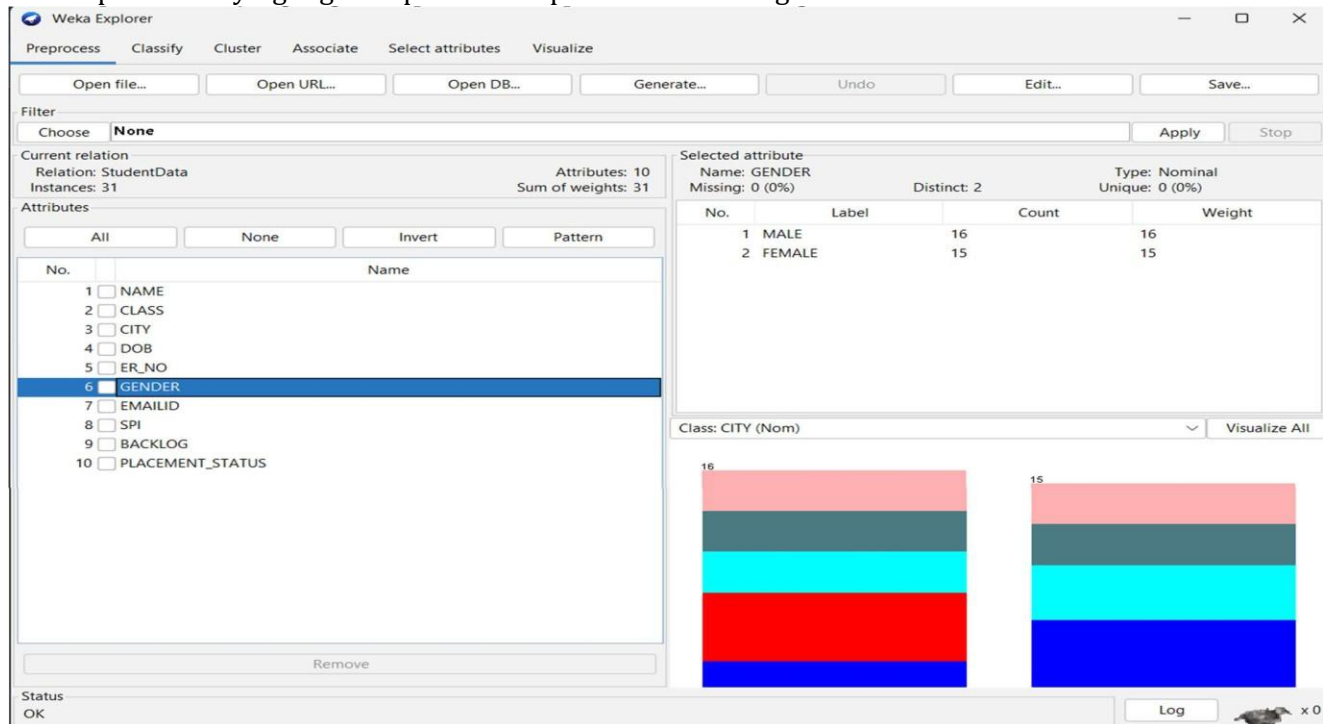 Weka Explorer
Preprocess Classify Cluster Associate Select attributes Visualize
Open file... Open URL... Open DB... Generate... Undo Edit... Save...
Filter
Choose None Apply Stop
Current relation
Relation: StudentData Attributes: 10
Instances: 31 Sum of weights: 31
Selected attribute
Name: GENDER Type: Nominal
Missing: 0 (0%) Distinct: 2 Unique: 0 (0%)
Attributes
All None Invert Pattern
No. Name
1 NAME
2 CLASS
3 CITY
4 DOB
5 ER_NO
6 GENDER
7 EMAILID
8 SPI
9 BACKLOG
10 PLACEMENT_STATUS
Remove
No. Label Count Weight
1 MALE 16 16
2 FEMALE 15 15
Class: CITY (Nom) Visualize All
16
15
Status
OK
Log x 0